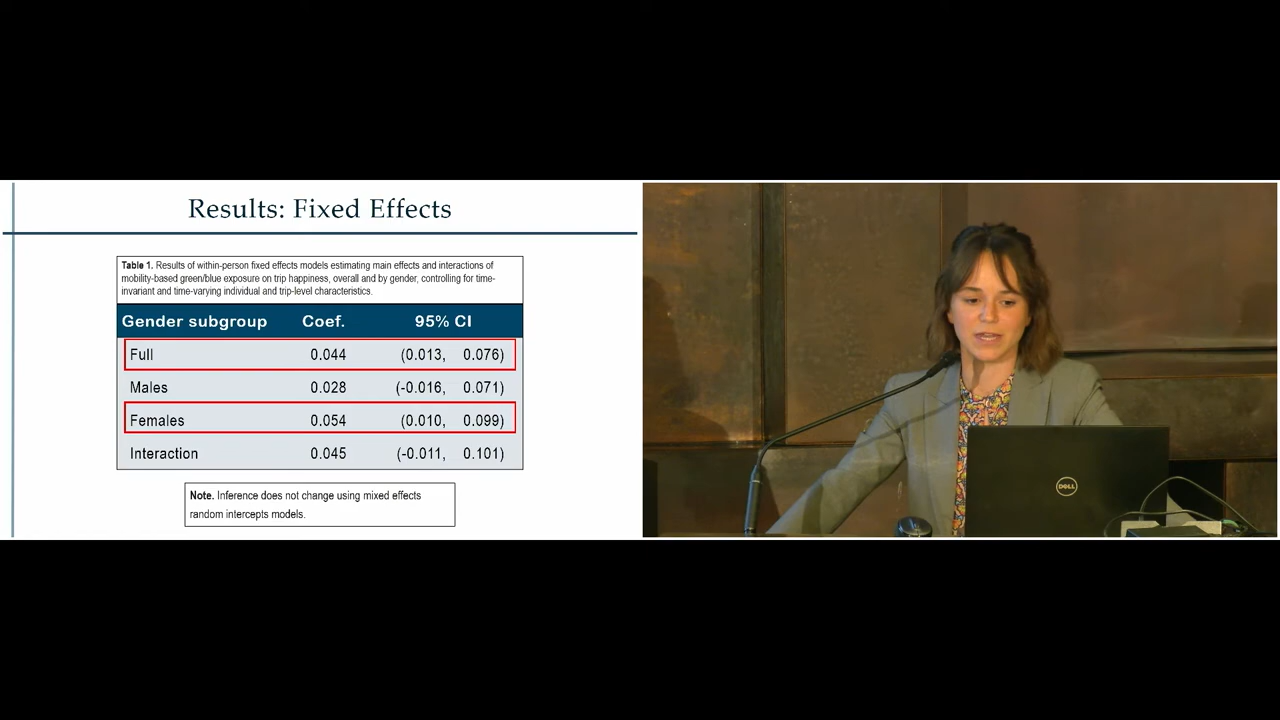 Results: Fixed Effects
Table 1. Results of within-person fixed effects models estimating main effects and interactions of
mobility-based green/blue exposure on trip happiness, overall and by gender, controlling for time-
invariant and time-varying individual and trip-level characteristics.
Gender subgroup Coef. 95% CI
Full 0.044 (0.013, 0.076)
Males 0.028 (-0.016, 0.071)
Females 0.054 (0.010, 0.099)
Interaction 0.045 (-0.011, 0.101)
Note. Inference does not change using mixed effects
random intercepts models.
DELL